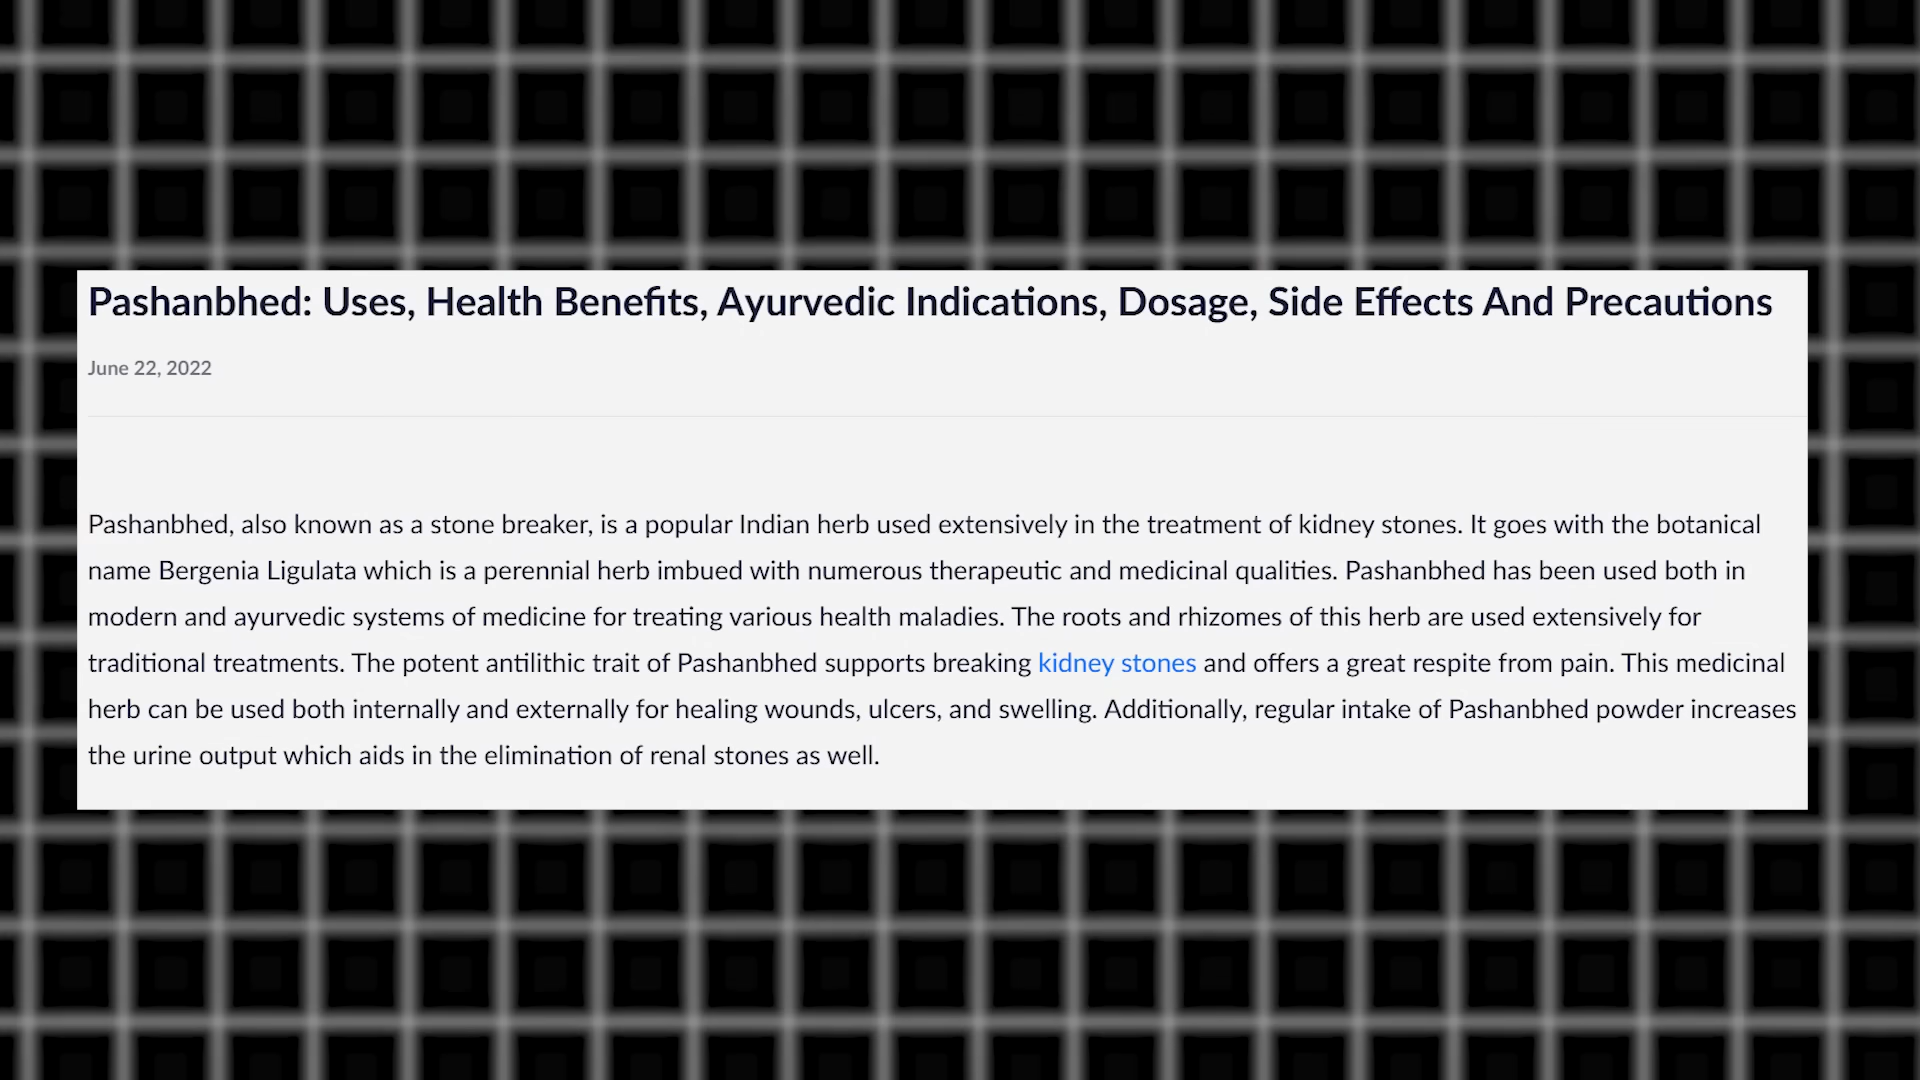 Pashanbhed: Uses, Health Benefits, Ayurvedic Indications, Dosage, Side Effects And Precautions
June 22, 2022
Pashanbhed, also known as a stone breaker, is a popular Indian herb used extensively in the treatment of kidney stones. It goes with the botanical
name Bergenia Ligulata which is a perennial herb imbued with numerous therapeutic and medicinal qualities. Pashanbhed has been used both in
modern and ayurvedic systems of medicine for treating various health maladies. The roots and rhizomes of this herb are used extensively for
traditional treatments. The potent antilithic trait of Pashanbhed supports breaking kidney stones and offers a great respite from pain. This medicinal
herb can be used both internally and externally for healing wounds, ulcers, and swelling. Additionally, regular intake of Pashanbhed powder increases
the urine output which aids in the elimination of renal stones as well.